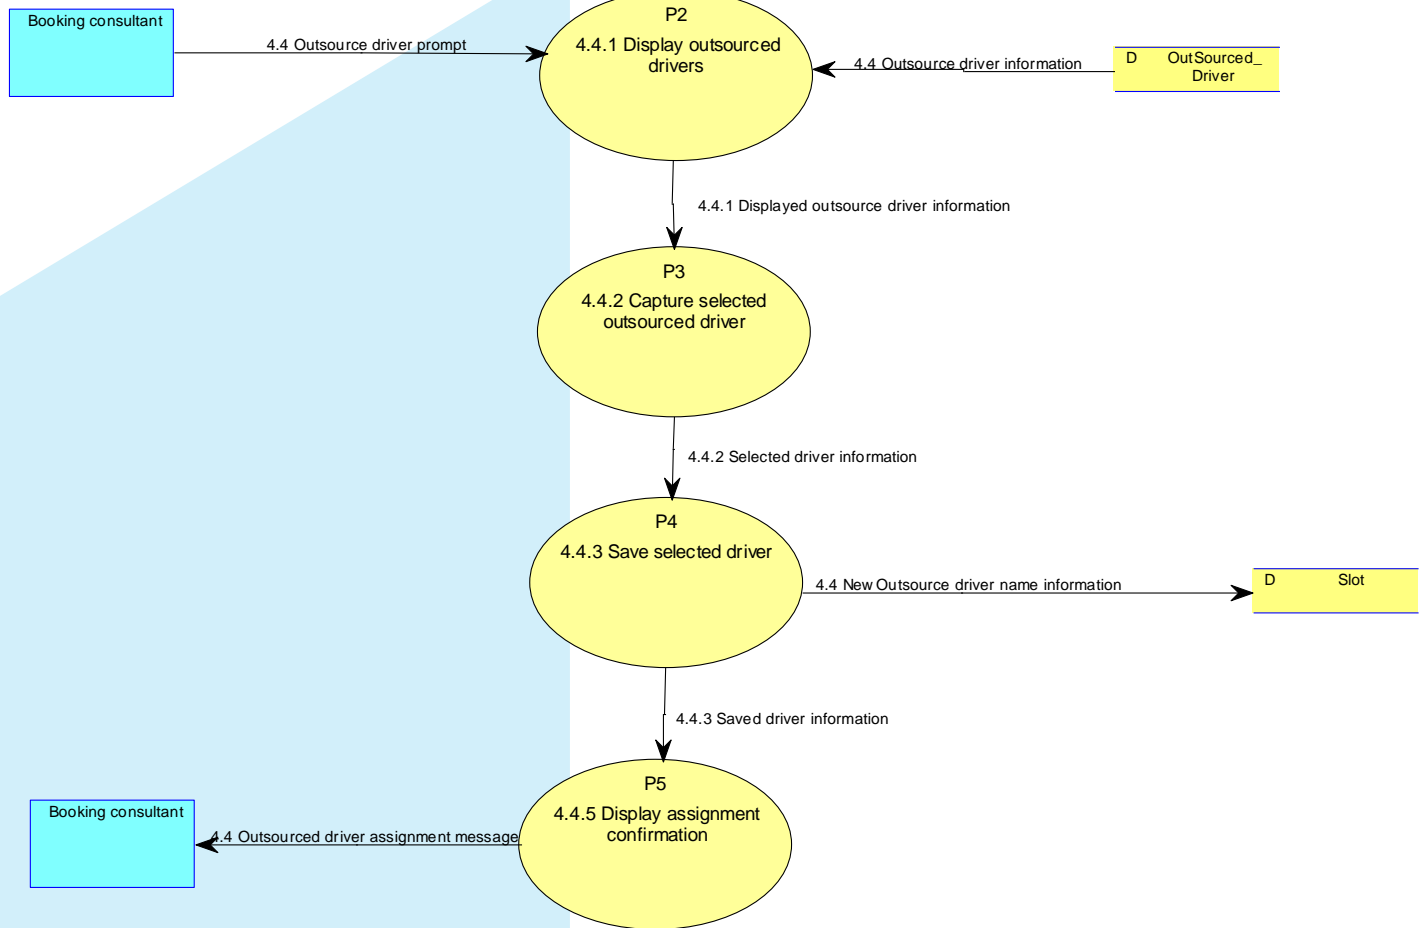 Booking consultant
4.4 Outsource driver prompt
P2
4.4.1 Display outsourced
drivers
4.4 Outsource driver information
D OutSourced_
Driver
4.4.1 Displayed outsource driver information
P3
4.4.2 Capture selected
outsourced driver
4.4.2 Selected driver information
P4
4.4.3 Save selected driver
4.4 New Outsource driver name information
D Slot
4.4.3 Saved driver information
P5
4.4.5 Display assignment
confirmation
Booking consultant
4.4 Outsourced driver assignment message